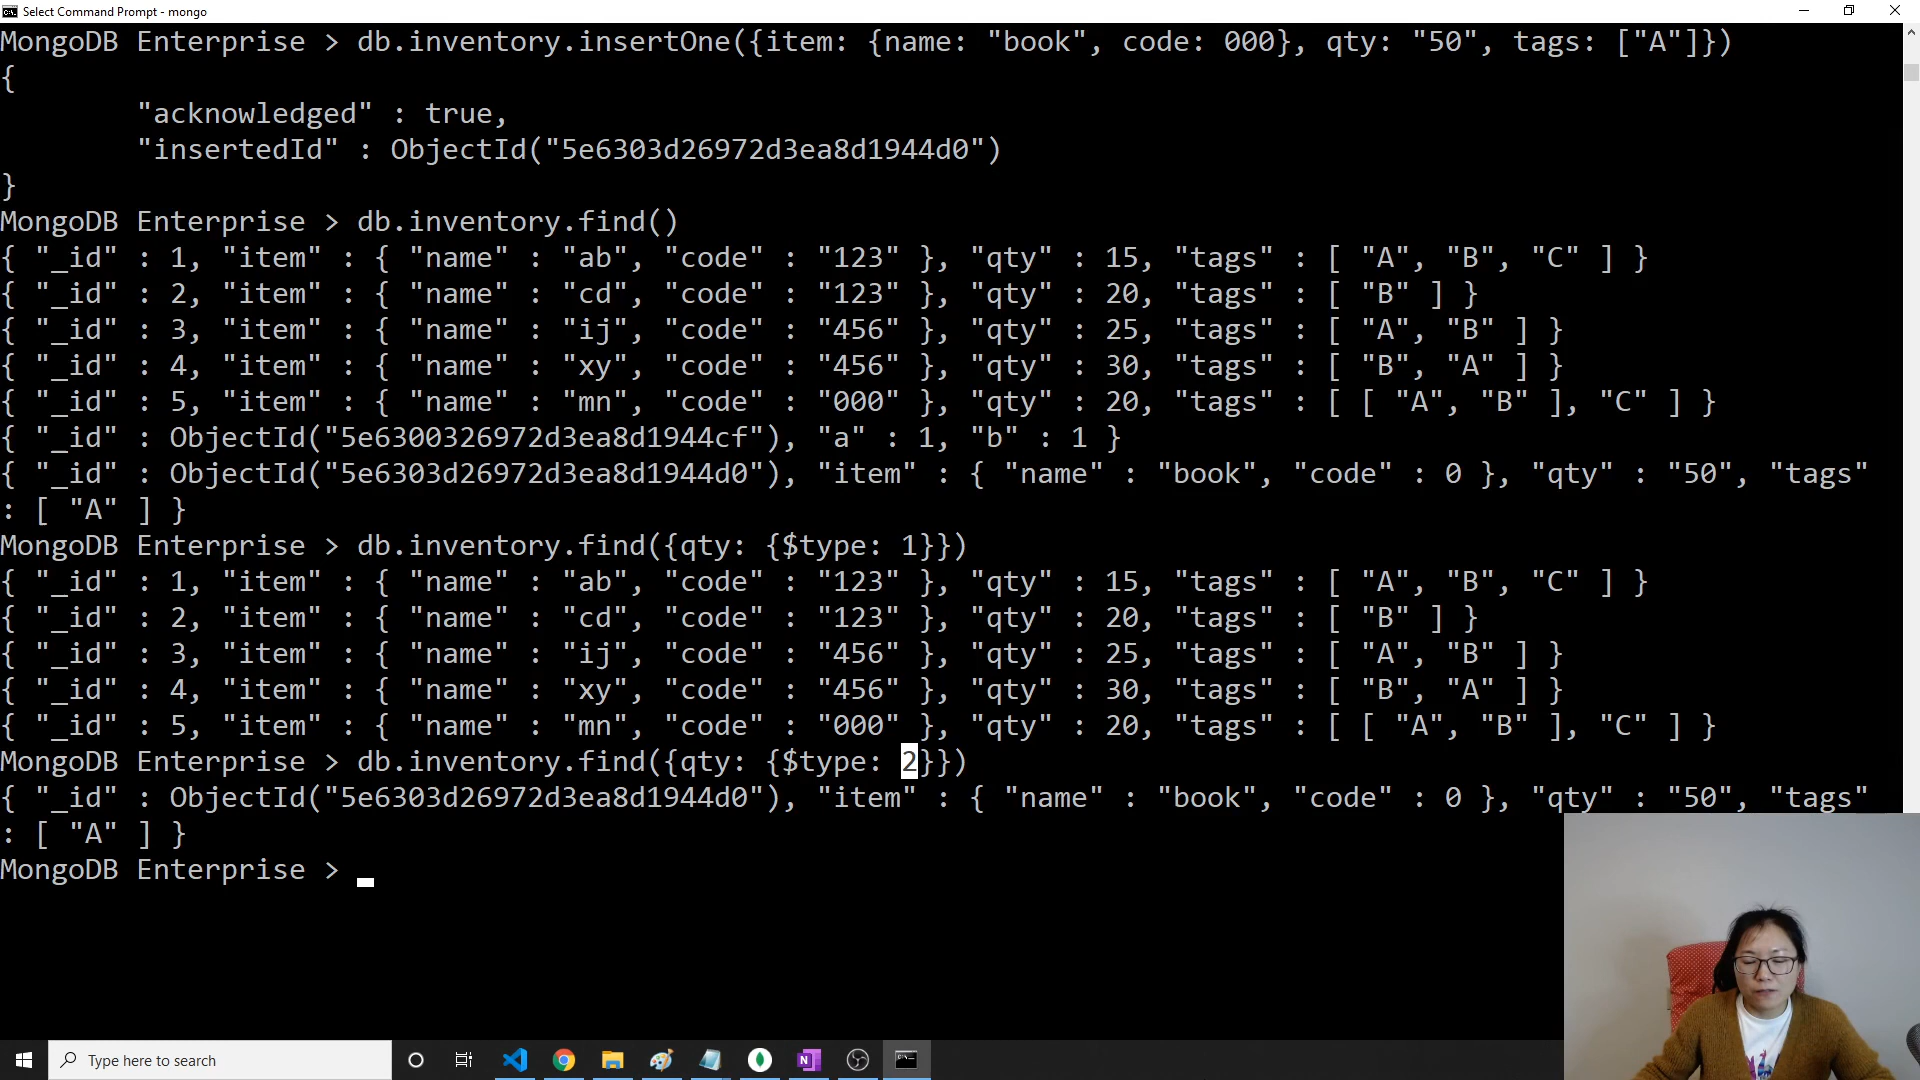 Select Command Prompt - mongo
MongoDB Enterprise > db.inventory.insertOne({item: {name: "book", code: 000}, qty: "50", tags: ["A"]})
{
"acknowledged" : true,
"insertedId" : ObjectId("5e6303d26972d3ea8d1944d0")
}
MongoDB Enterprise > db.inventory.find()
{ "_id" : 1, "item" : { "name" : "ab", "code" : "123" }, "qty" : 15, "tags" : [ "A", "B", "C" ] }
{ "_id" : 2, "item" : { "name" : "cd", "code" : "123" }, "qty" : 20, "tags" : [ "B" ] }
{ "_id" : 3, "item" : { "name" : "ij", "code" : "456" }, "qty" : 25, "tags" : [ "A", "B" ] }
{ "_id" : 4, "item" : { "name" : "xy", "code" : "456" }, "qty" : 30, "tags" : [ "B", "A" ] }
{ "_id" : 5, "item" : { "name" : "mn", "code" : "000" }, "qty" : 20, "tags" : [ [ "A", "B" ], "C" ] }
{ "_id" : ObjectId("5e6300326972d3ea8d1944cf"), "a" : 1, "b" : 1 }
{ "_id" : ObjectId("5e6303d26972d3ea8d1944d0"), "item" : { "name" : "book", "code" : 0 }, "qty" : "50", "tags"
: [ "A" ] }
MongoDB Enterprise > db.inventory.find({qty: {$type: 1}})
{ "_id" : 1, "item" : { "name" : "ab", "code" : "123" }, "qty" : 15, "tags" : [ "A", "B", "C" ] }
{ "_id" : 2, "item" : { "name" : "cd", "code" : "123" }, "qty" : 20, "tags" : [ "B" ] }
{ "_id" : 3, "item" : { "name" : "ij", "code" : "456" }, "qty" : 25, "tags" : [ "A", "B" ] }
{ "_id" : 4, "item" : { "name" : "xy", "code" : "456" }, "qty" : 30, "tags" : [ "B", "A" ] }
{ "_id" : 5, "item" : { "name" : "mn", "code" : "000" }, "qty" : 20, "tags" : [ [ "A", "B" ], "C" ] }
MongoDB Enterprise > db.inventory.find({qty: {$type: 2}})
{ "_id" : ObjectId("5e6303d26972d3ea8d1944d0"), "item" : { "name" : "book", "code" : 0 }, "qty" : "50", "tags"
: [ "A" ] }
MongoDB Enterprise >
Type here to search